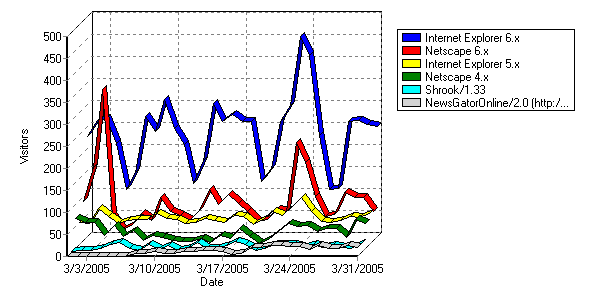 500
450
400
350
300
250
200
150
100
50
0
Visitors
3/3/2005 3/10/2005 3/17/2005 3/24/2005 3/31/2005
Date
Internet Explorer 6.x
Netscape 6.x
Internet Explorer 5.x
Netscape 4.x
Shrook/1.33
NewsGatorOnline/2.0 (http:/...